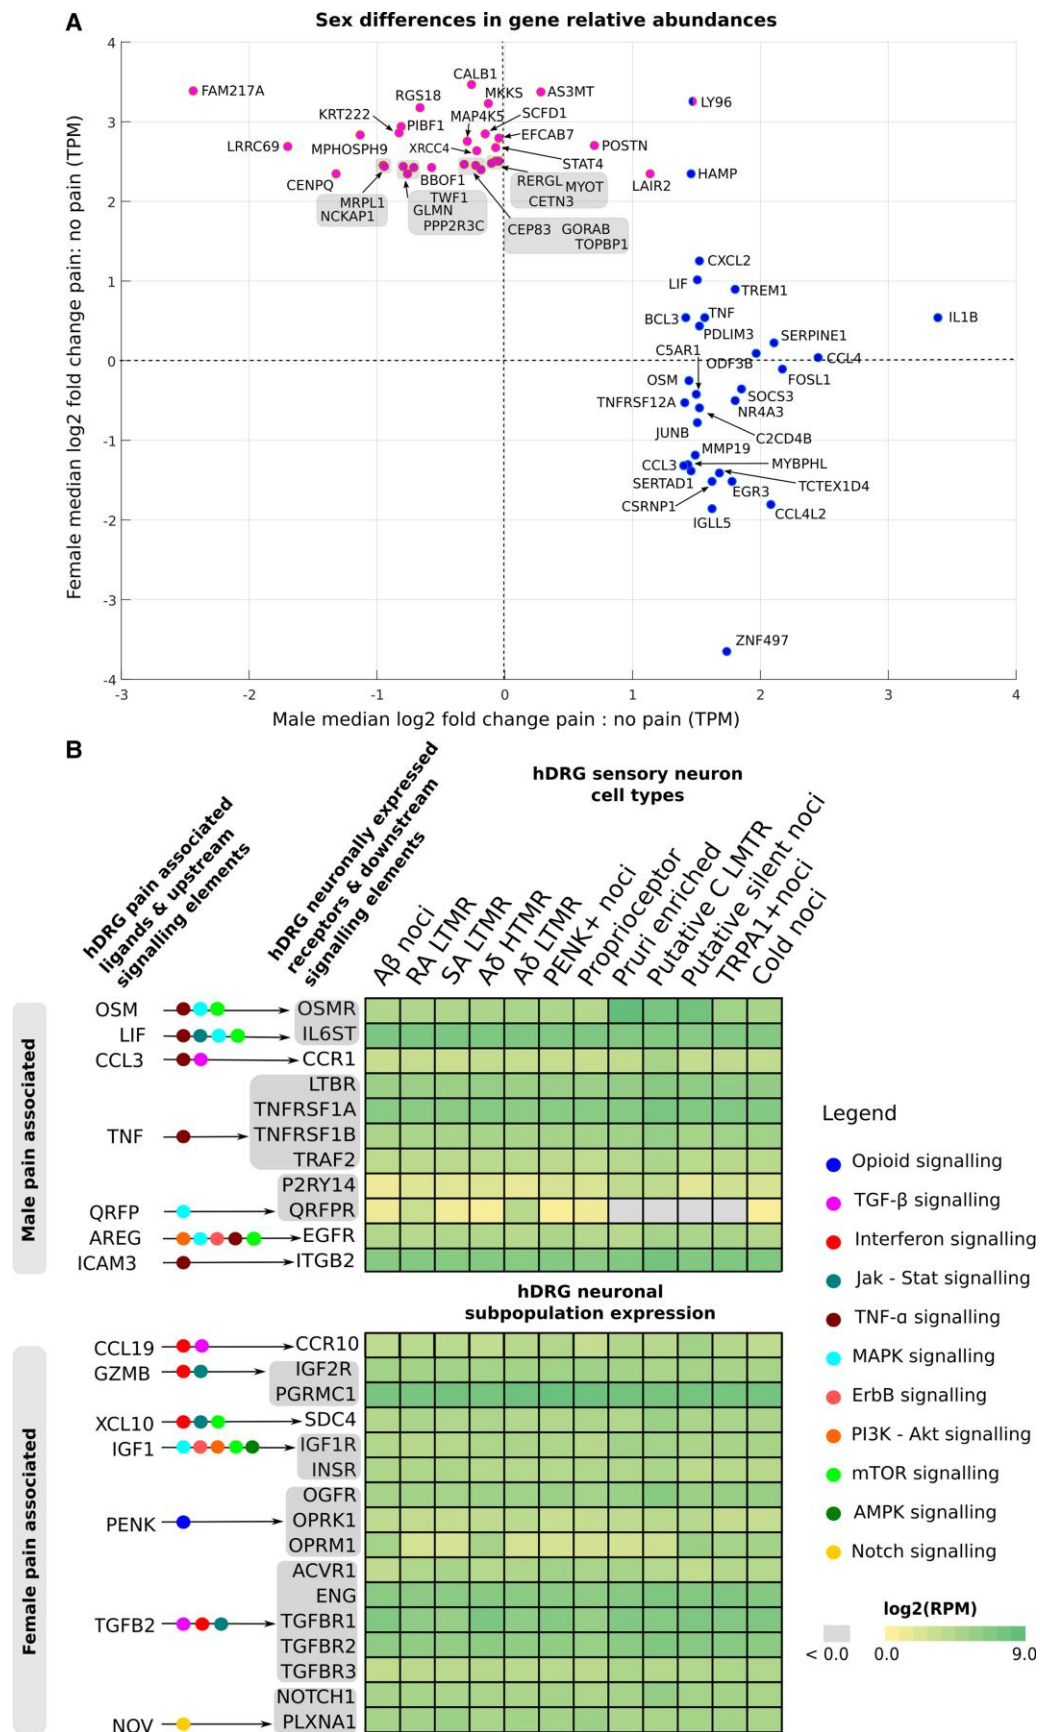 A
Sex differences in gene relative abundances
Female median log2 fold change pain: no pain (TPM)
4
3
2
1
0
-1
-2
-3
-4
-3
-2
-1
0
1
2
3
4
Male median log2 fold change pain : no pain (TPM)
FAM217A
CALB1
AS3MT
LY96
RGS18
MKKS
KRT222
PIBF1
MAP4K5
SCFD1
LRRC69
MPHOSPH9
XRCC4
EFCAB7
POSTN
STAT4
CENPQ
BBOF1
LAIR2
HAMP
MRPL1
NCKAP1
TWF1
GLMN
PPP2R3C
RERGL
MYOT
CETN3
CEP83
GORAB
TOPBP1
CXCL2
LIF
TREM1
BCL3
TNF
IL1B
PDLIM3
SERPINE1
C5AR1
ODF3B
CCL4
OSM
FOSL1
TNFRSF12A
SOCS3
NR4A3
JUNB
C2CD4B
MMP19
CCL3
MYBPHL
SERTAD1
TCTEX1D4
CSRNP1
EGR3
IGLL5
CCL4L2
ZNF497
B
hDRG pain associated
ligands & upstream
signalling elements
hDRG neuronally expressed
receptors & downstream
signalling elements
hDRG sensory neuron
cell types
Aβ noci
RA LTMR
SA LTMR
Aδ HTMR
Aδ LTMR
PENK+ noci
Proprioceptor
Pruri enriched
Putative C LMTR
Putative silent noci
TRPA1+noci
Cold noci
Male pain associated
OSM
OSMR
LIF
IL6ST
CCL3
CCR1
LTBR
TNFRSF1A
TNF
TNFRSF1B
TRAF2
P2RY14
QRFP
QRFPR
AREG
EGFR
ICAM3
ITGB2
hDRG neuronal
subpopulation expression
Female pain associated
CCL19
CCR10
GZMB
IGF2R
PGRMC1
XCL10
SDC4
IGF1
IGF1R
INSR
OGFR
PENK
OPRK1
OPRM1
ACVR1
ENG
TGFB2
TGFBR1
TGFBR2
TGFBR3
NOTCH1
NOV
PLXNA1
Legend
Opioid signalling
TGF-β signalling
Interferon signalling
Jak - Stat signalling
TNF-α signalling
MAPK signalling
ErbB signalling
PI3K - Akt signalling
mTOR signalling
AMPK signalling
Notch signalling
log2(RPM)
< 0.0
0.0
9.0